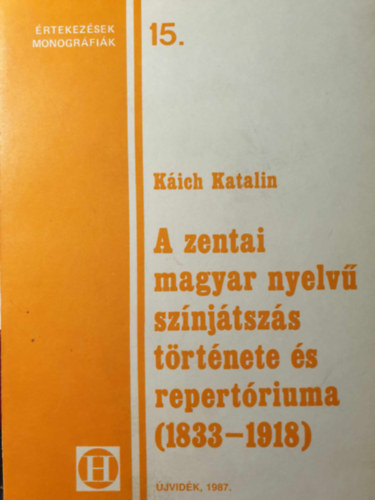 ÉRTEKEZÉSEK
MONOGRÁFIÁK
15.
Káich Katalin
A zentai
magyar nyelvű
színjátszás
története és
repertóriuma
(1833–1918)
H
ÚJVIDÉK, 1987.